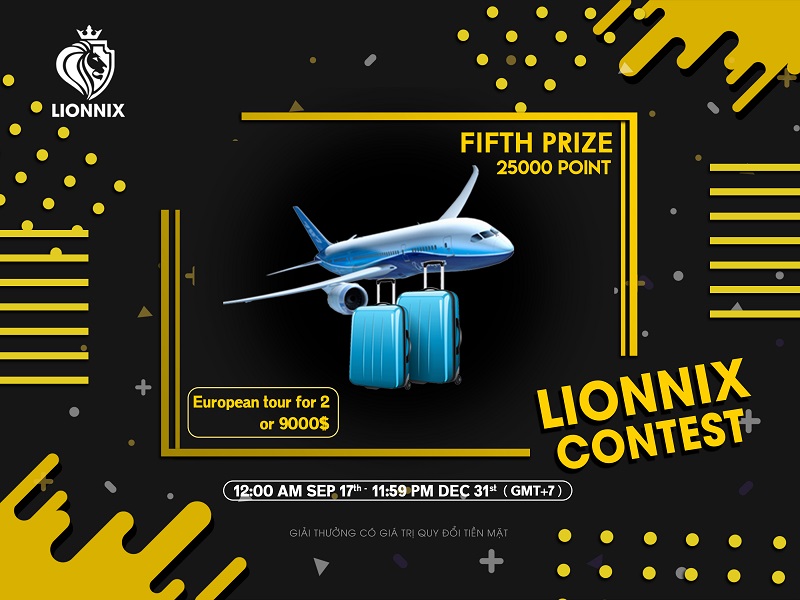 LIONNIX
FIFTH PRIZE
25000 POINT
European tour for 2
or 9000$
LIONNIX
CONTEST
12:00 AM SEP 17th - 11:59 PM DEC 31st ( GMT+7 )
GIẢI THƯỞNG CÓ GIÁ TRỊ QUY ĐỔI TIỀN MẶT